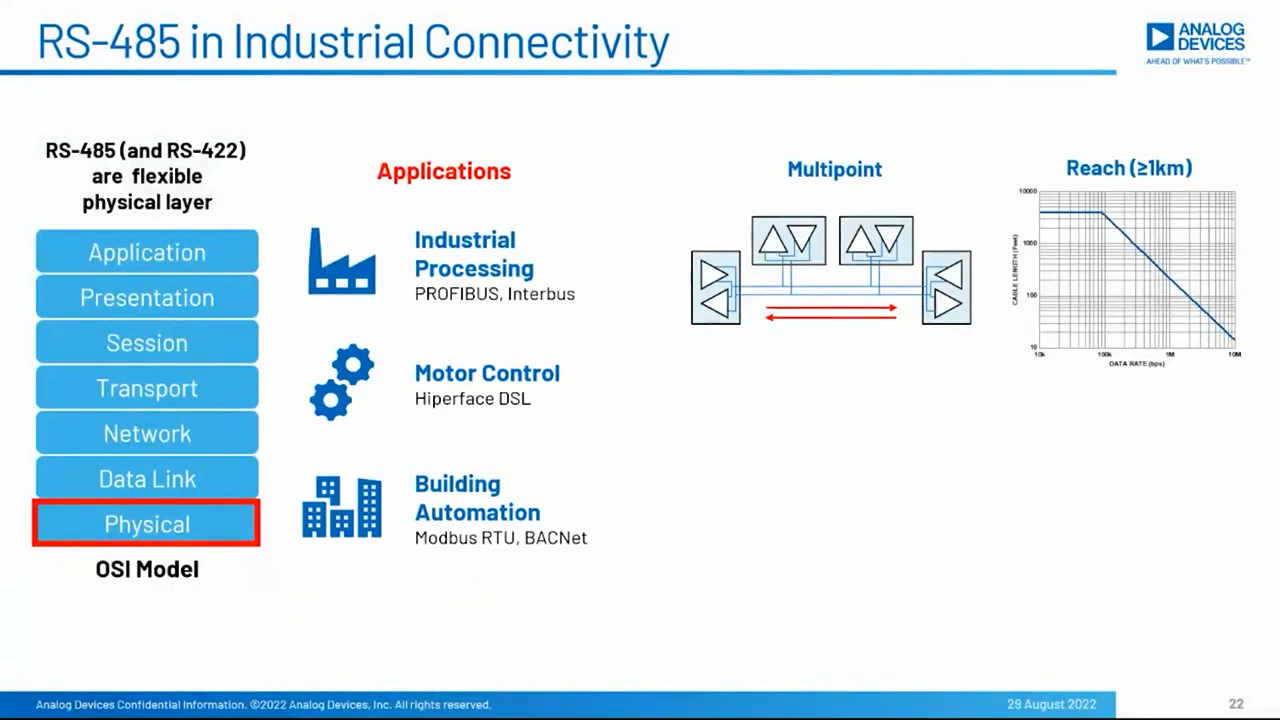 RS-485 in Industrial Connectivity
ANALOG
DEVICES
AHEAD OF WHAT'S POSSIBLE™
RS-485 (and RS-422)
are flexible
physical layer
Application
Presentation
Session
Transport
Network
Data Link
Physical
OSI Model
Applications
Industrial
Processing
PROFIBUS, Interbus
Motor Control
Hiperface DSL
Building
Automation
Modbus RTU, BACNet
Multipoint
Reach (≥1km)
10000
1000
100
10
CABLE LENGTH (Feet)
10k 100k 1M 10M
DATA RATE (bps)
Analog Devices Confidential Information. ©2022 Analog Devices, Inc. All rights reserved.
29 August 2022
22